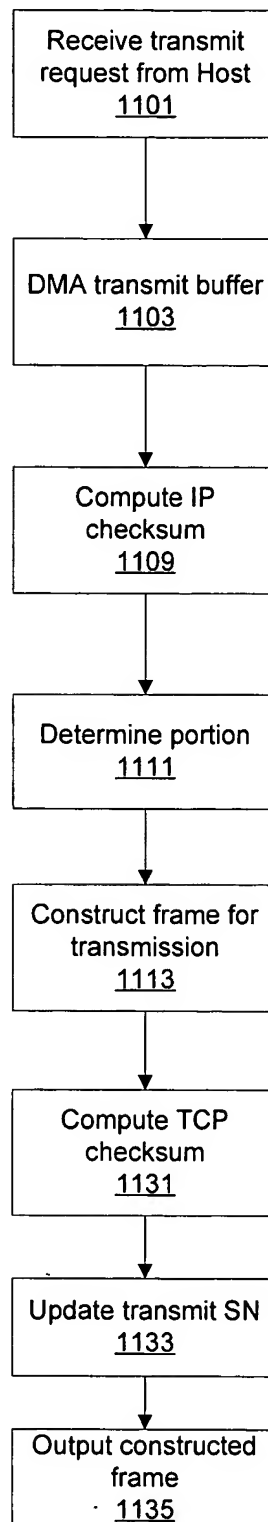 Receive transmit
request from Host
1101
DMA transmit buffer
1103
Compute IP
checksum
1109
Determine portion
1111
Construct frame for
transmission
1113
Compute TCP
checksum
1131
Update transmit SN
1133
Output constructed
frame
1135